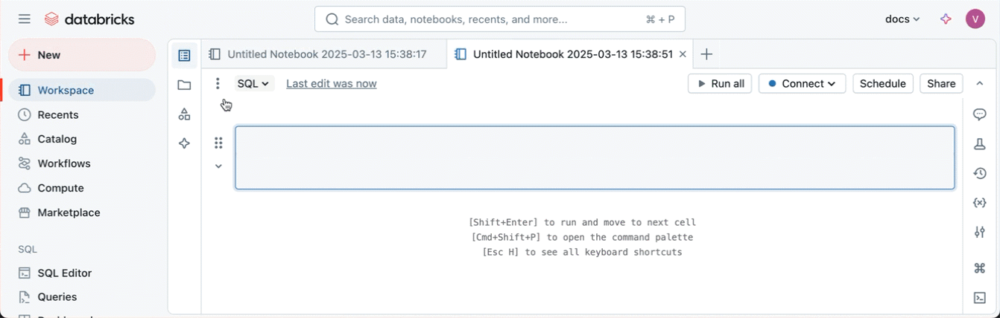 databricks
Search data, notebooks, recents, and more... ⌘ + P
docs
V
New
Workspace
Recents
Catalog
Workflows
Compute
Marketplace
SQL
SQL Editor
Queries
Untitled Notebook 2025-03-13 15:38:17
Untitled Notebook 2025-03-13 15:38:51
SQL
Last edit was now
Run all
Connect
Schedule
Share
[Shift+Enter] to run and move to next cell
[Cmd+Shift+P] to open the command palette
[Esc H] to see all keyboard shortcuts